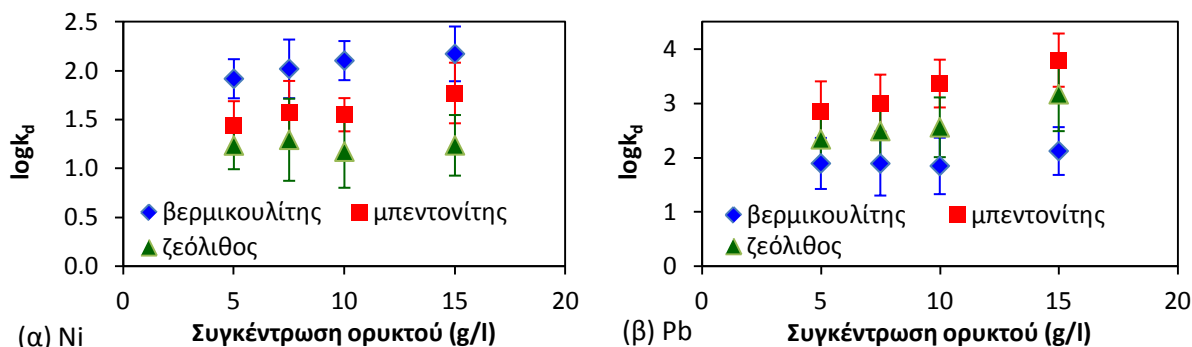 2.5
2.0
1.5
1.0
0.5
0.0
logk_d
βερμικουλίτης μπεντονίτης
ζεόλιθος
0 5 10 15 20
(α) Ni Συγκέντρωση ορυκτού (g/l)
4
3
2
1
0
logk_d
βερμικουλίτης μπεντονίτης
ζεόλιθος
0 5 10 15 20
(β) Pb Συγκέντρωση ορυκτού (g/l)